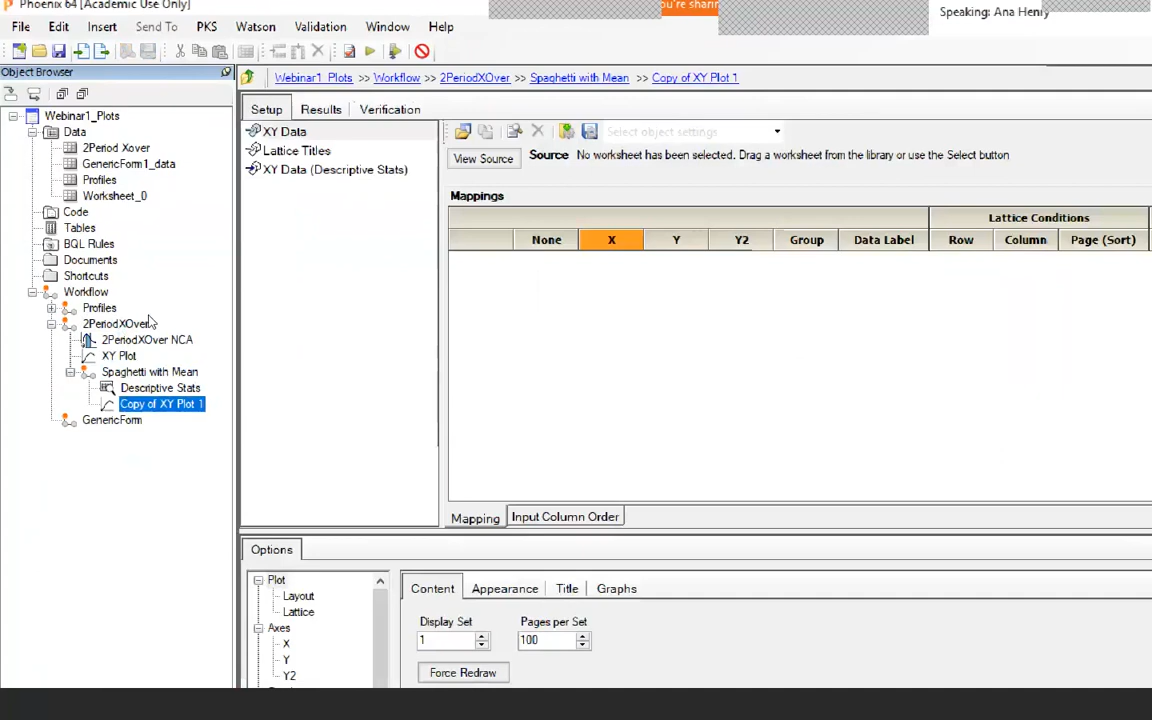 Phoenix 64 [Academic Use Only]
you're sharin
Speaking: Ana Henry
File Edit Insert Send To PKS Watson Validation Window Help
Object Browser
Webinar1_Plots >> Workflow >> 2PeriodXOver >> Spaghetti with Mean >> Copy of XY Plot 1
Setup Results Verification
Webinar1_Plots
Data
2Period Xover
GenericForm1_data
Profiles
Worksheet_0
Code
Tables
BQL Rules
Documents
Shortcuts
Workflow
Profiles
2PeriodXOver
2PeriodXOver NCA
XY Plot
Spaghetti with Mean
Descriptive Stats
Copy of XY Plot 1
GenericForm
XY Data
Lattice Titles
XY Data (Descriptive Stats)
Select object settings
View Source Source No worksheet has been selected. Drag a worksheet from the library or use the Select button
Mappings
Lattice Conditions
None X Y Y2 Group Data Label Row Column Page (Sort)
Mapping Input Column Order
Options
Plot
Layout
Lattice
Axes
X
Y
Y2
Content Appearance Title Graphs
Display Set Pages per Set
1 100
Force Redraw